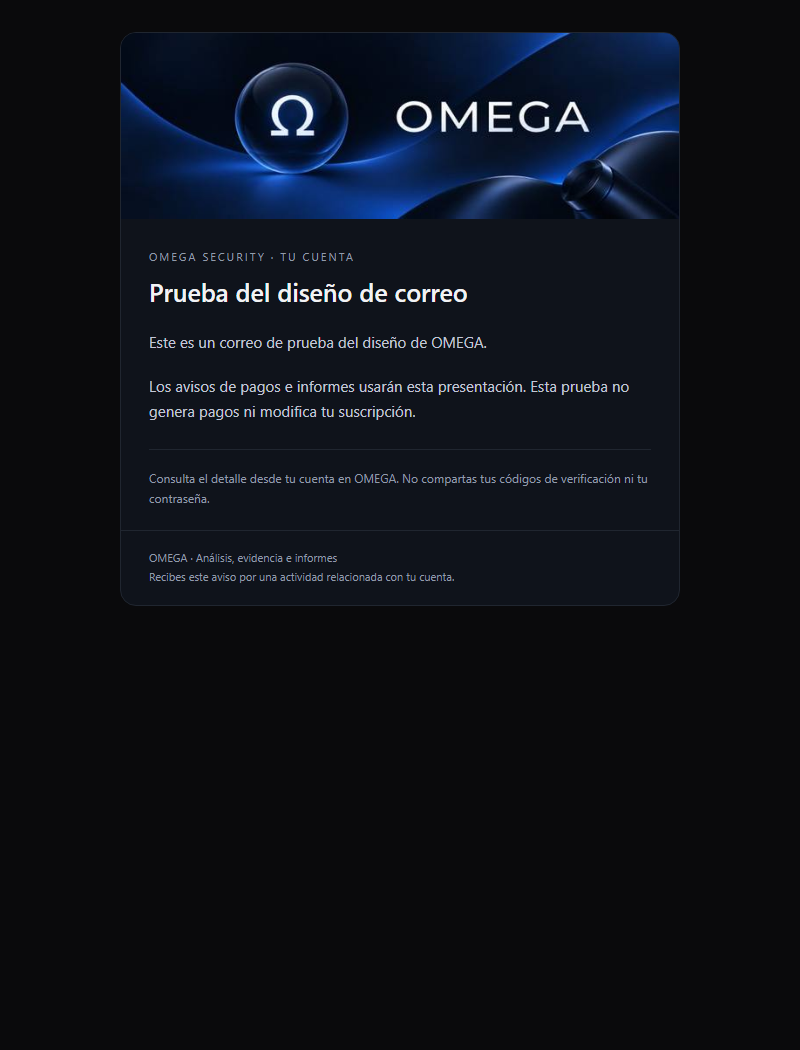 Ω OMEGA
OMEGA SECURITY · TU CUENTA
Prueba del diseño de correo
Este es un correo de prueba del diseño de OMEGA.
Los avisos de pagos e informes usarán esta presentación. Esta prueba no
genera pagos ni modifica tu suscripción.
Consulta el detalle desde tu cuenta en OMEGA. No compartas tus códigos de verificación ni tu
contraseña.
OMEGA · Análisis, evidencia e informes
Recibes este aviso por una actividad relacionada con tu cuenta.